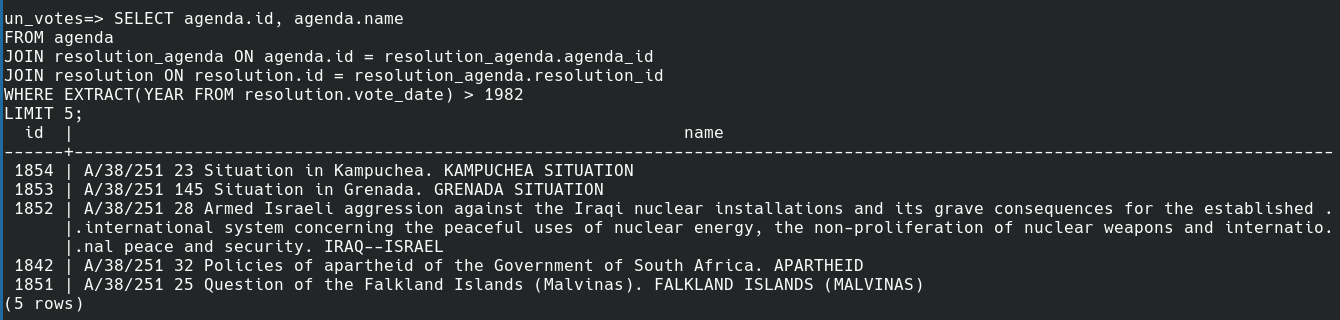 un_votes=> SELECT agenda.id, agenda.name
FROM agenda
JOIN resolution_agenda ON agenda.id = resolution_agenda.agenda_id
JOIN resolution ON resolution.id = resolution_agenda.resolution_id
WHERE EXTRACT(YEAR FROM resolution.vote_date) > 1982
LIMIT 5;
  id  |                                                             name
------+------------------------------------------------------------------------------------------------------------------------------
 1854 | A/38/251 23 Situation in Kampuchea. KAMPUCHEA SITUATION
 1853 | A/38/251 145 Situation in Grenada. GRENADA SITUATION
 1852 | A/38/251 28 Armed Israeli aggression against the Iraqi nuclear installations and its grave consequences for the established .
      |.international system concerning the peaceful uses of nuclear energy, the non-proliferation of nuclear weapons and internatio.
      |.nal peace and security. IRAQ--ISRAEL
 1842 | A/38/251 32 Policies of apartheid of the Government of South Africa. APARTHEID
 1851 | A/38/251 25 Question of the Falkland Islands (Malvinas). FALKLAND ISLANDS (MALVINAS)
(5 rows)